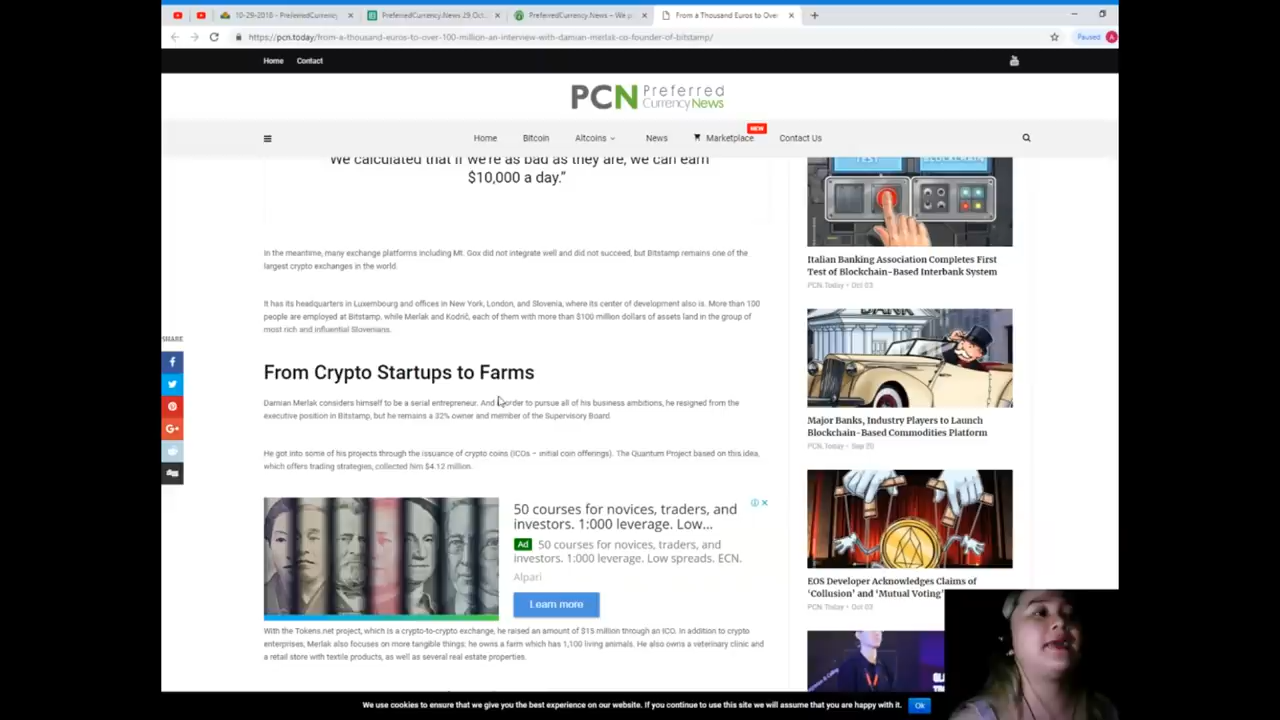 10-29-2018 - PreferredCurrency
PreferredCurrency.News 29 Oct.
PreferredCurrency.News – We p
From a Thousand Euros to Over
https://pcn.today/from-a-thousand-euros-to-over-100-million-an-interview-with-damian-merlak-co-founder-of-bitstamp/
Paused
A
Home
Contact
PCN Preferred
CurrencyNews
NEW
Home
Bitcoin
Altcoins
News
Marketplace
Contact Us
We calculated that if we're as bad as they are, we can earn
$10,000 a day."
In the meantime, many exchange platforms including Mt. Gox did not integrate well and did not succeed, but Bitstamp remains one of the
largest crypto exchanges in the world.
It has its headquarters in Luxembourg and offices in New York, London, and Slovenia, where its center of development also is. More than 100
people are employed at Bitstamp, while Merlak and Kodrič, each of them with more than $100 million dollars of assets land in the group of
most rich and influential Slovenians.
SHARE
From Crypto Startups to Farms
Damian Merlak considers himself to be a serial entrepreneur. And order to pursue all of his business ambitions, he resigned from the
executive position in Bitstamp, but he remains a 32% owner and member of the Supervisory Board.
He got into some of his projects through the issuance of crypto coins (ICOs – initial coin offerings). The Quantum Project based on this idea,
which offers trading strategies, collected him $4.12 million.
50 courses for novices, traders, and
investors. 1:000 leverage. Low...
Ad 50 courses for novices, traders, and
investors. 1:000 leverage. Low spreads. ECN.
Alpari
Learn more
With the Tokens.net project, which is a crypto-to-crypto exchange, he raised an amount of $15 million through an ICO. In addition to crypto
enterprises, Merlak also focuses on more tangible things; he owns a farm which has 1,100 living animals. He also owns a veterinary clinic and
a retail store with textile products, as well as several real estate properties.
TEST
BLOCKCHAIN
Italian Banking Association Completes First
Test of Blockchain-Based Interbank System
PCN.Today • Oct 03
BANK
Major Banks, Industry Players to Launch
Blockchain-Based Commodities Platform
PCN.Today • Sep 20
EOS Developer Acknowledges Claims of
'Collusion' and 'Mutual Voting'
PCN.Today • Oct 03
We use cookies to ensure that we give you the best experience on our website. If you continue to use this site we will assume that you are happy with it.
Ok